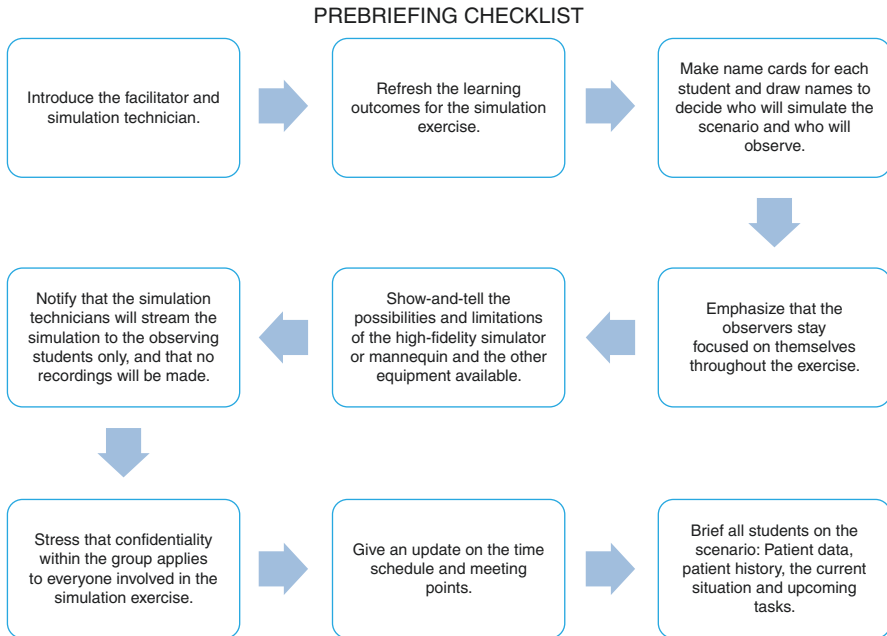 PREBRIEFING CHECKLIST
Introduce the facilitator and
simulation technician.
Refresh the learning
outcomes for the simulation
exercise.
Make name cards for each
student and draw names to
decide who will simulate the
scenario and who will
observe.
Emphasize that the
observers stay
focused on themselves
throughout the exercise.
Show-and-tell the
possibilities and limitations
of the high-fidelity simulator
or mannequin and the other
equipment available.
Notify that the simulation
technicians will stream the
simulation to the observing
students only, and that no
recordings will be made.
Stress that confidentiality
within the group applies
to everyone involved in the
simulation exercise.
Give an update on the time
schedule and meeting
points.
Brief all students on the
scenario: Patient data,
patient history, the current
situation and upcoming
tasks.